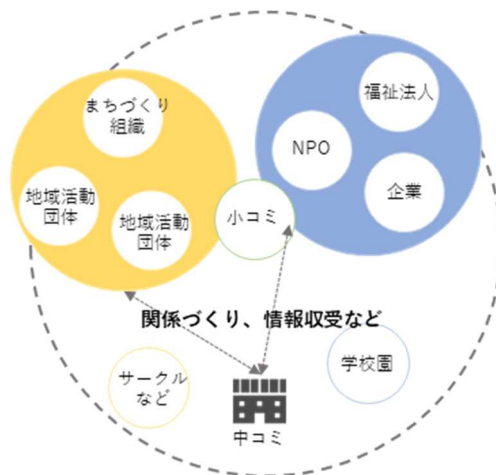 まちづくり
組織
地域活動
団体
地域活動
団体
福祉法人
NPO
企業
小コミ
関係づくり、情報収受など
サークル
など
中コミ
学校園